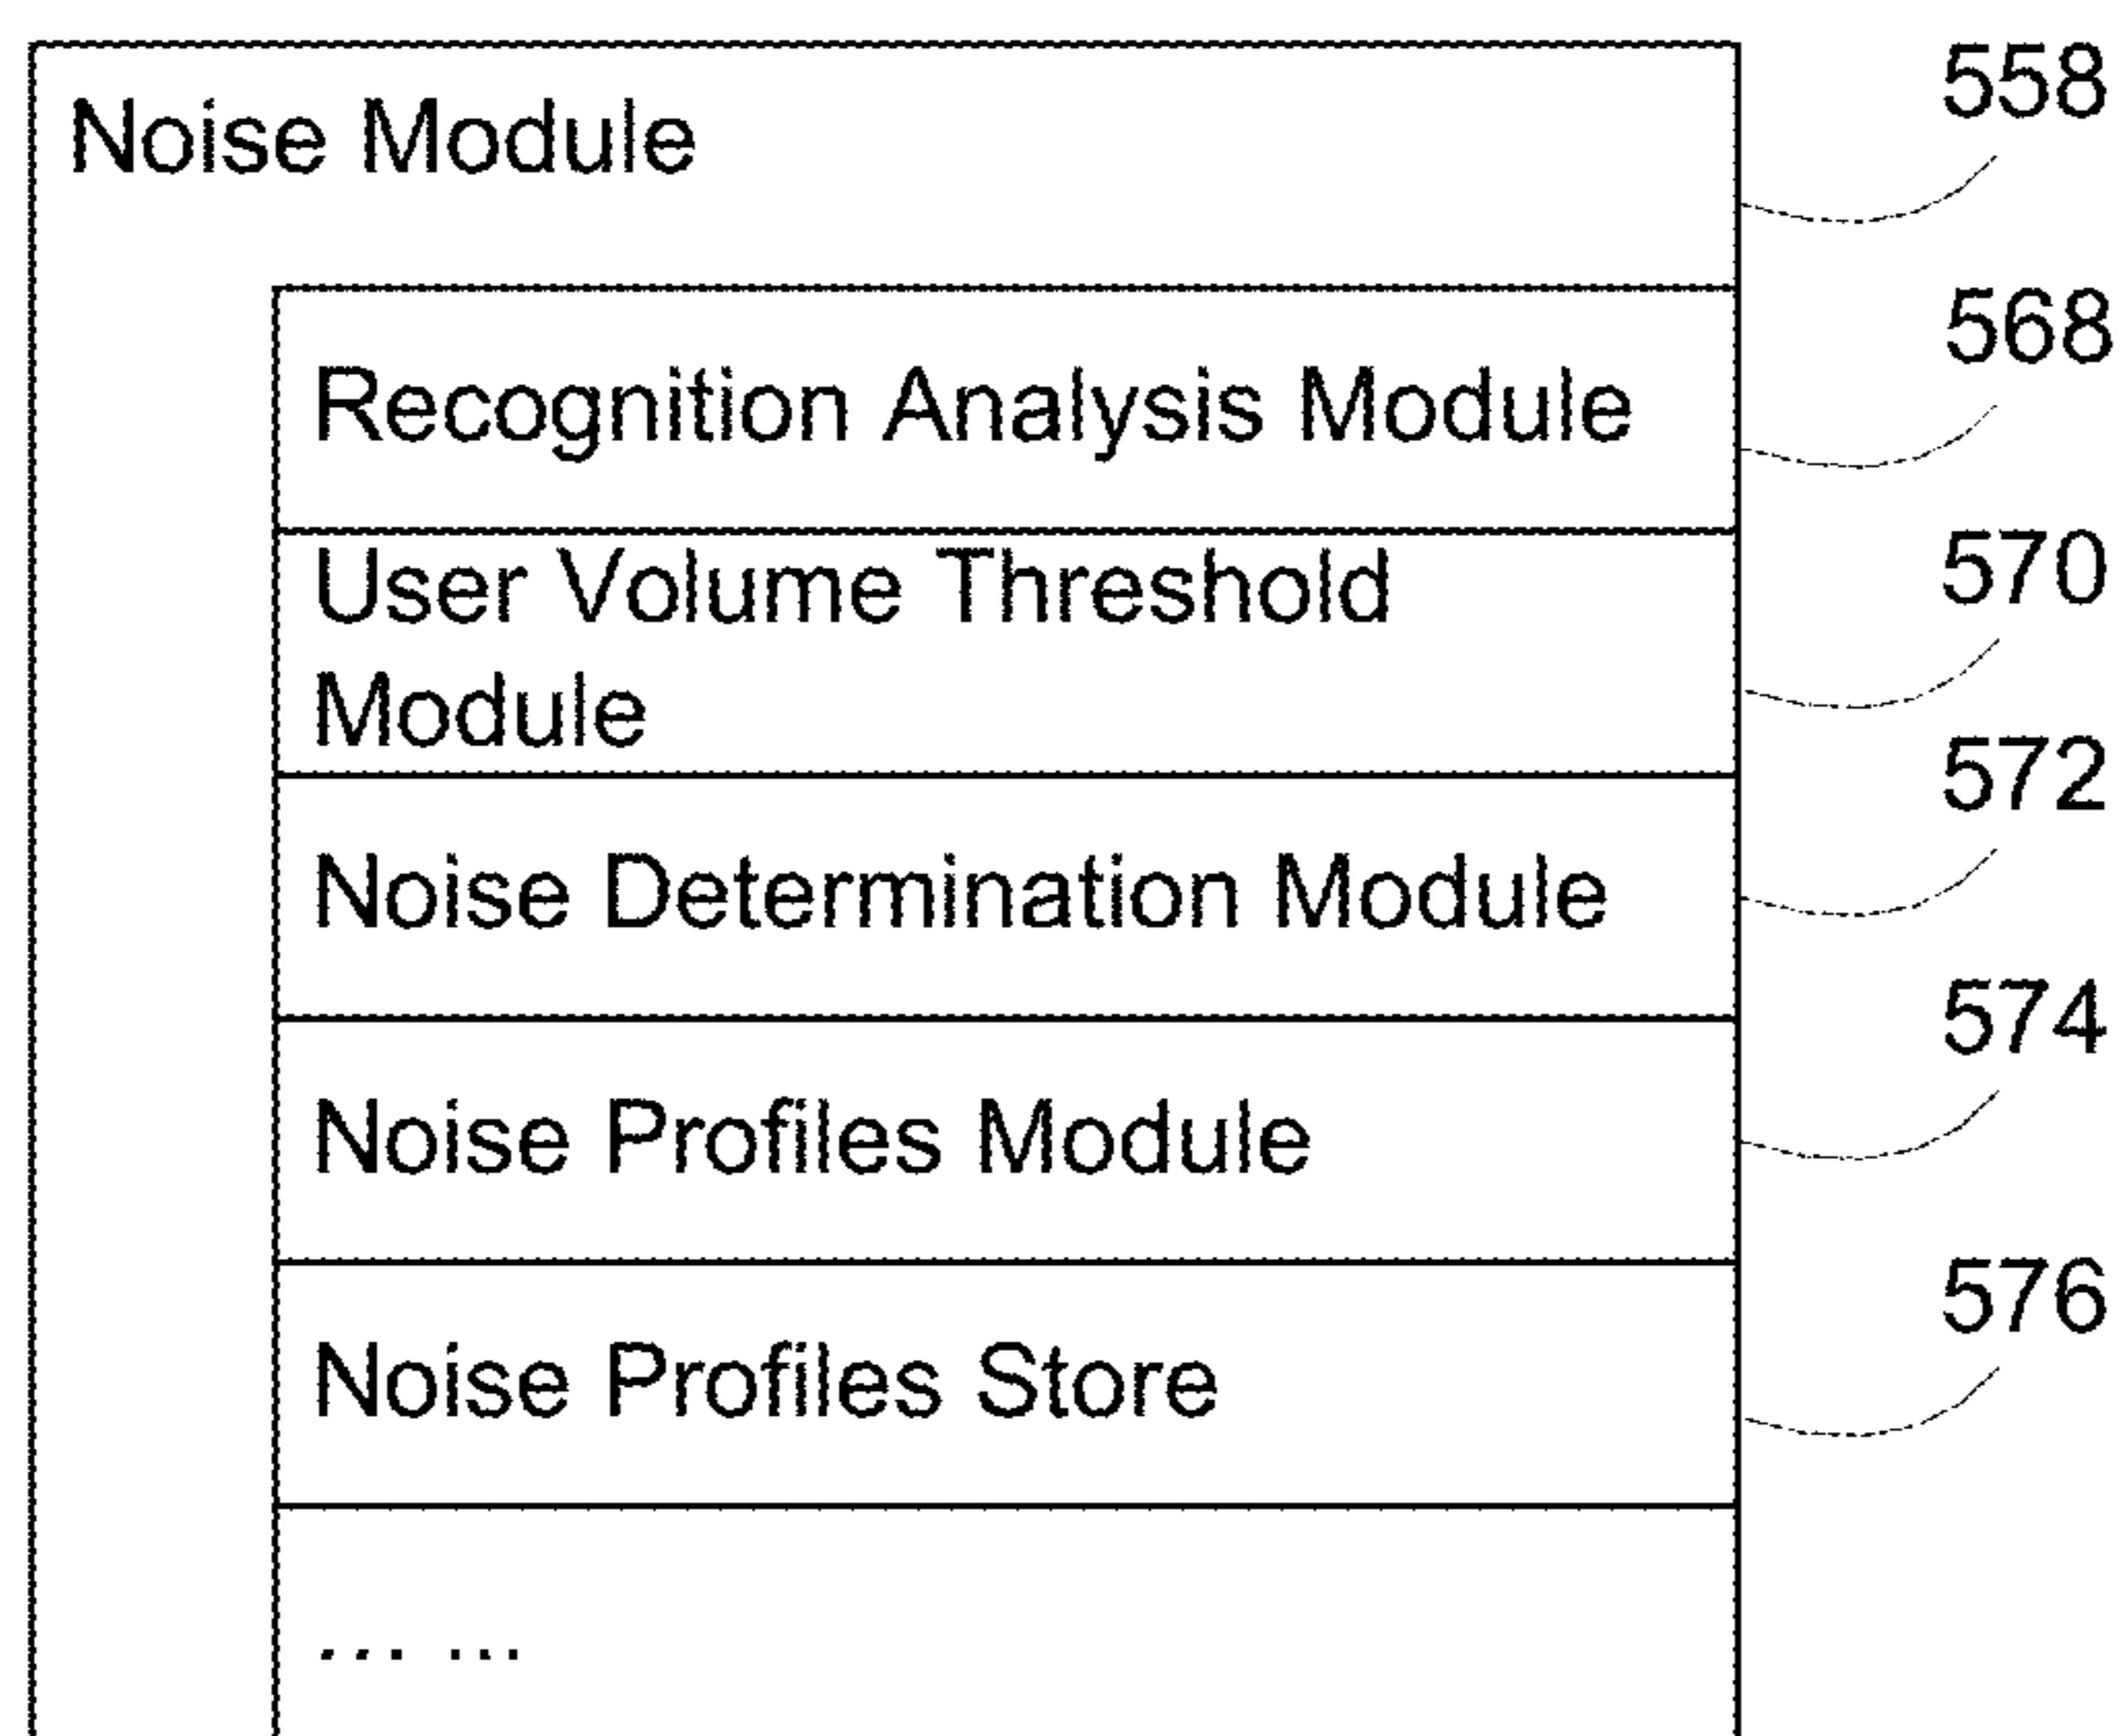 Noise Module
558
568
Recognition Analysis Module
570
User Volume Threshold
Module
572
Noise Determination Module
574
Noise Profiles Module
576
Noise Profiles Store
... ...